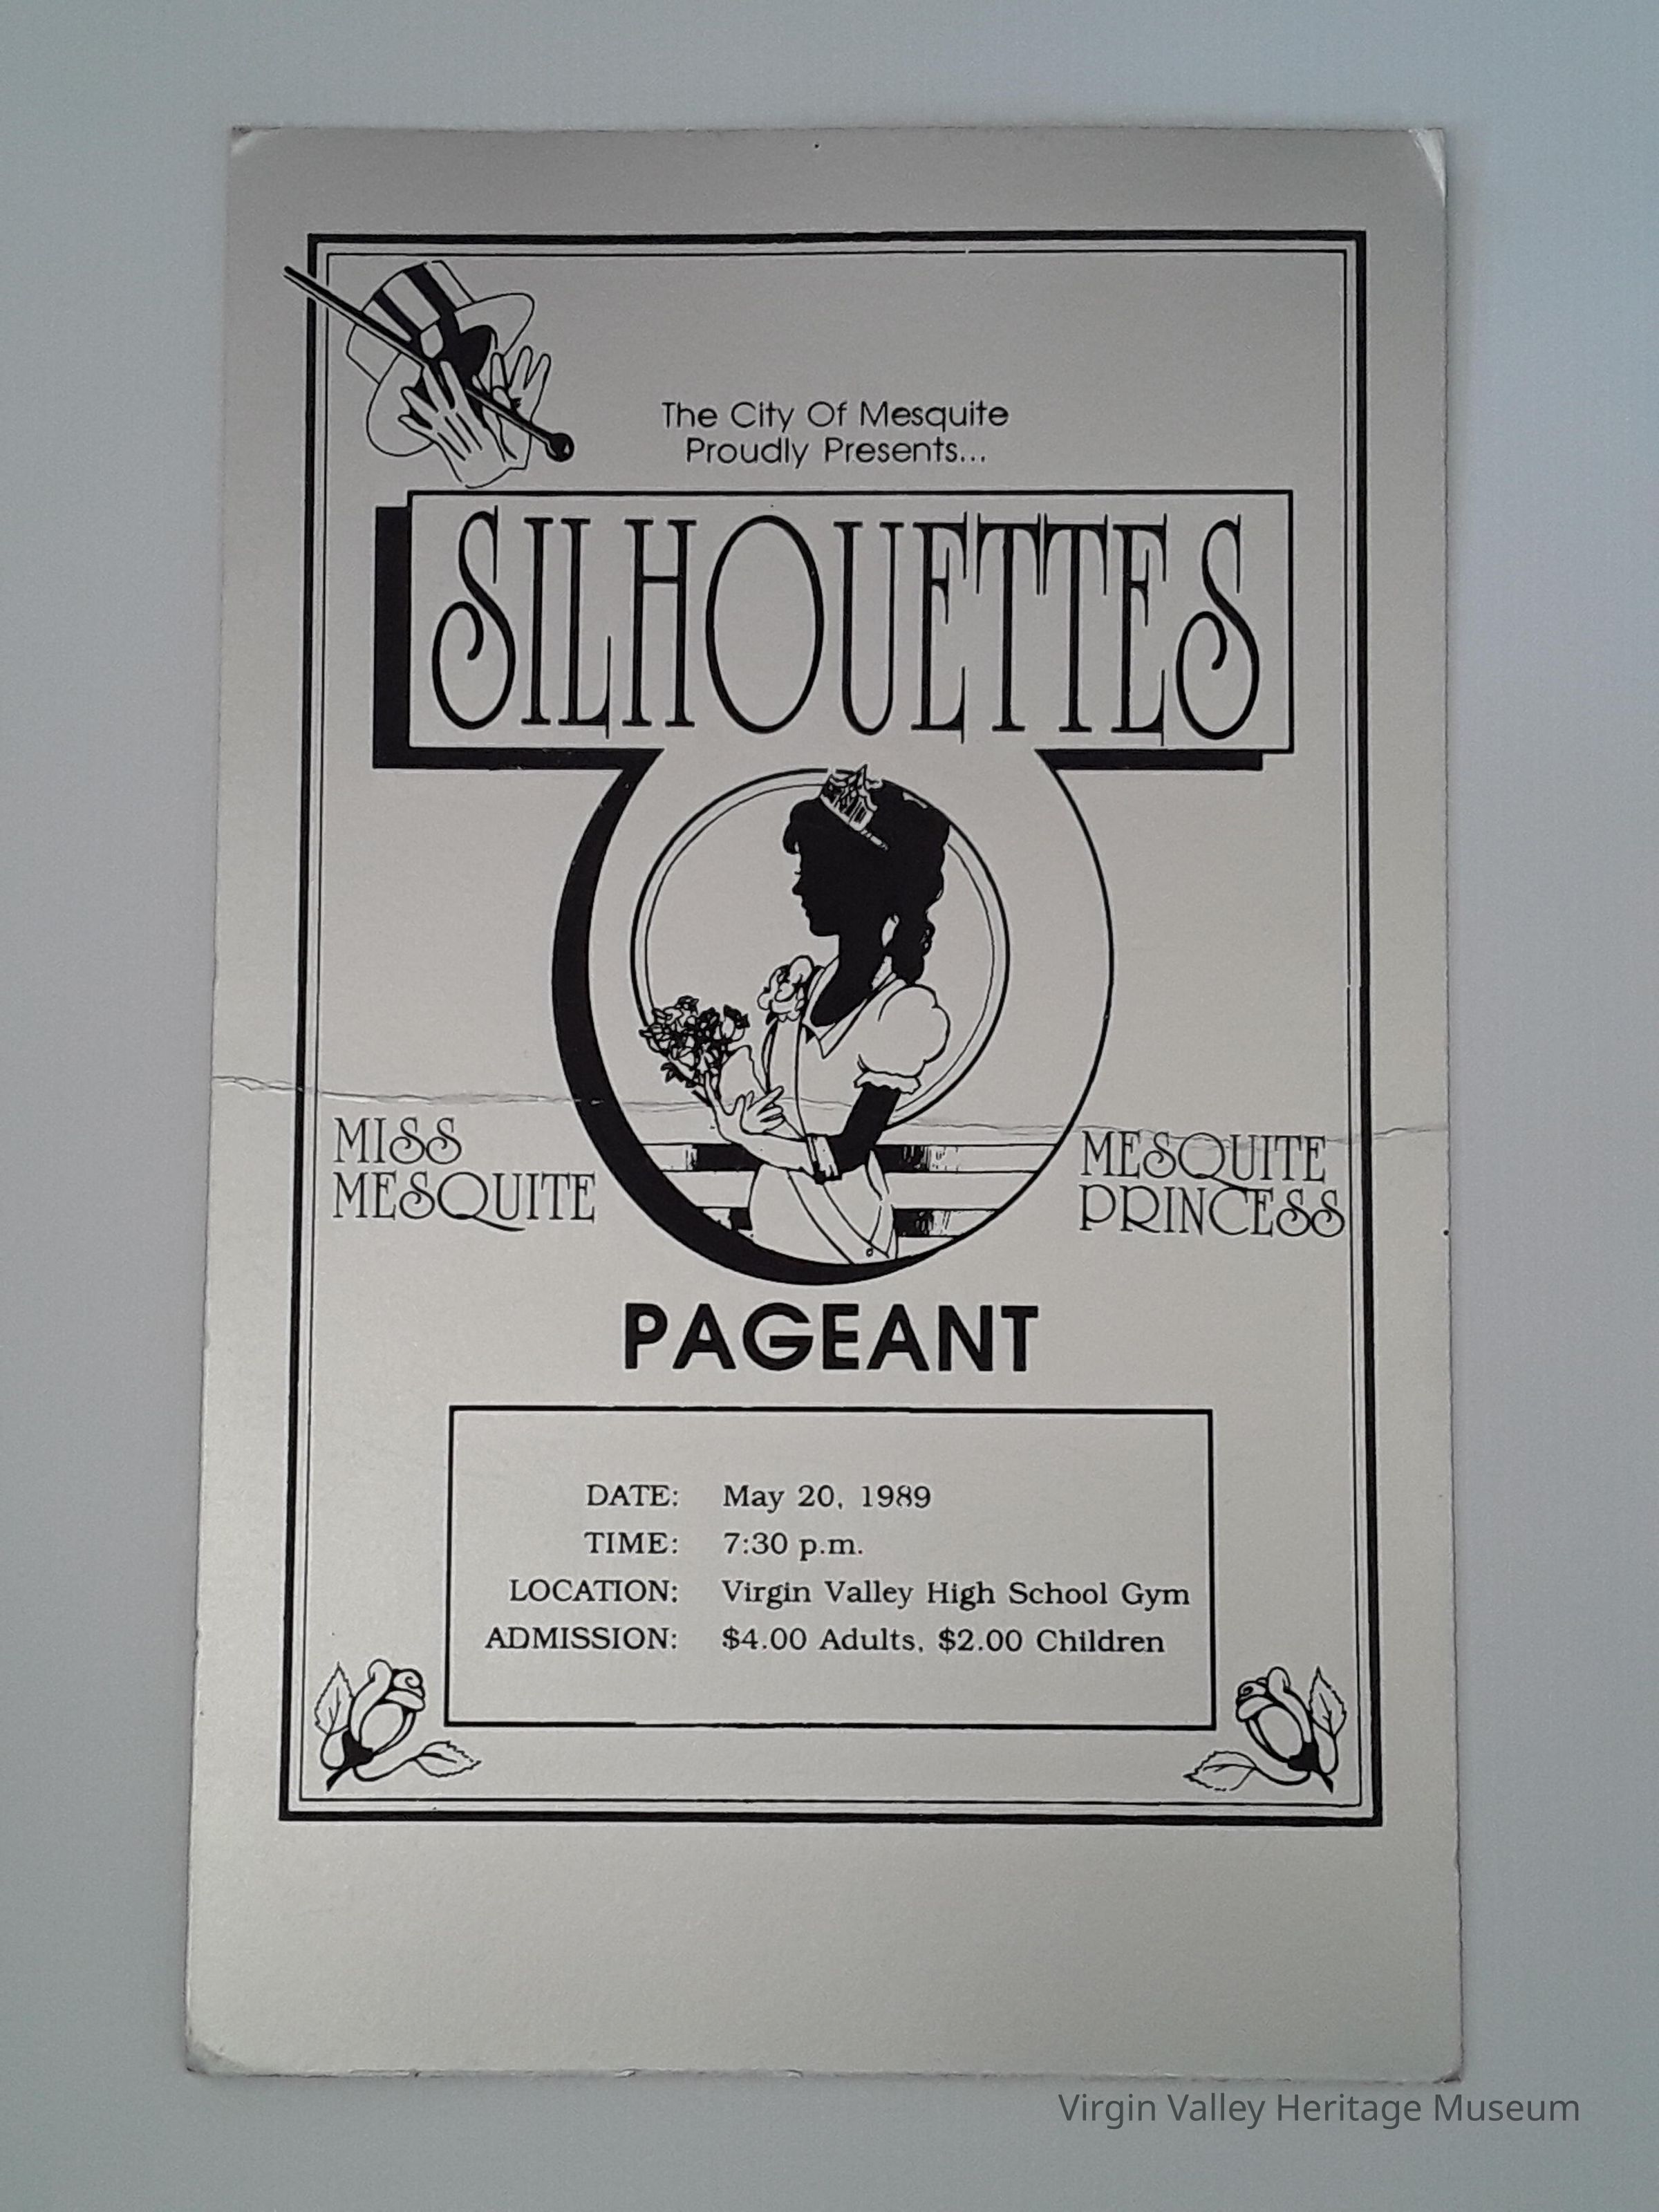 The City Of Mesquite
Proudly Presents...
SILHOUETTES
MISS
MESQUITE
MESQUITE
PRINCESS
PAGEANT
DATE: May 20, 1989
TIME: 7:30 p.m.
LOCATION: Virgin Valley High School Gym
ADMISSION: $4.00 Adults, $2.00 Children
Virgin Valley Heritage Museum